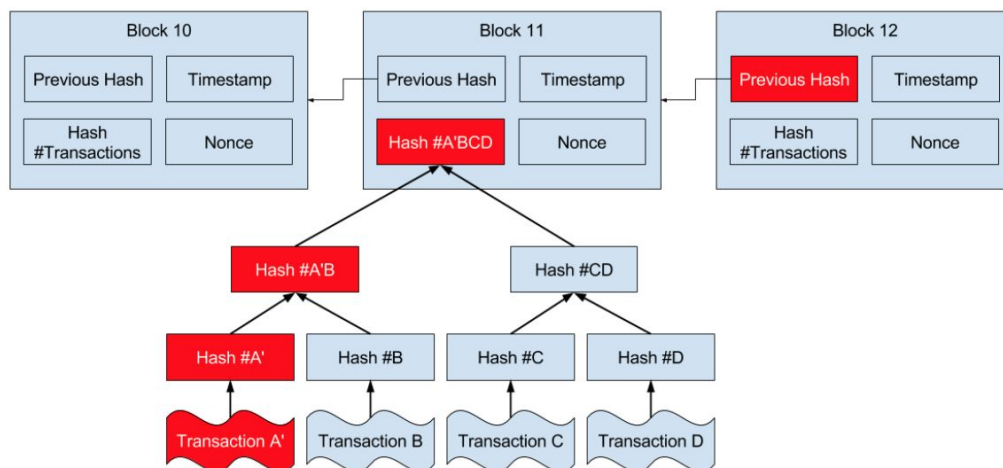 Block 10
Block 11
Block 12
Previous Hash
Timestamp
Previous Hash
Timestamp
Previous Hash
Timestamp
Hash
#Transactions
Nonce
Hash #A'BCD
Nonce
Hash
#Transactions
Nonce
Hash #A'B
Hash #CD
Hash #A'
Hash #B
Hash #C
Hash #D
Transaction A'
Transaction B
Transaction C
Transaction D